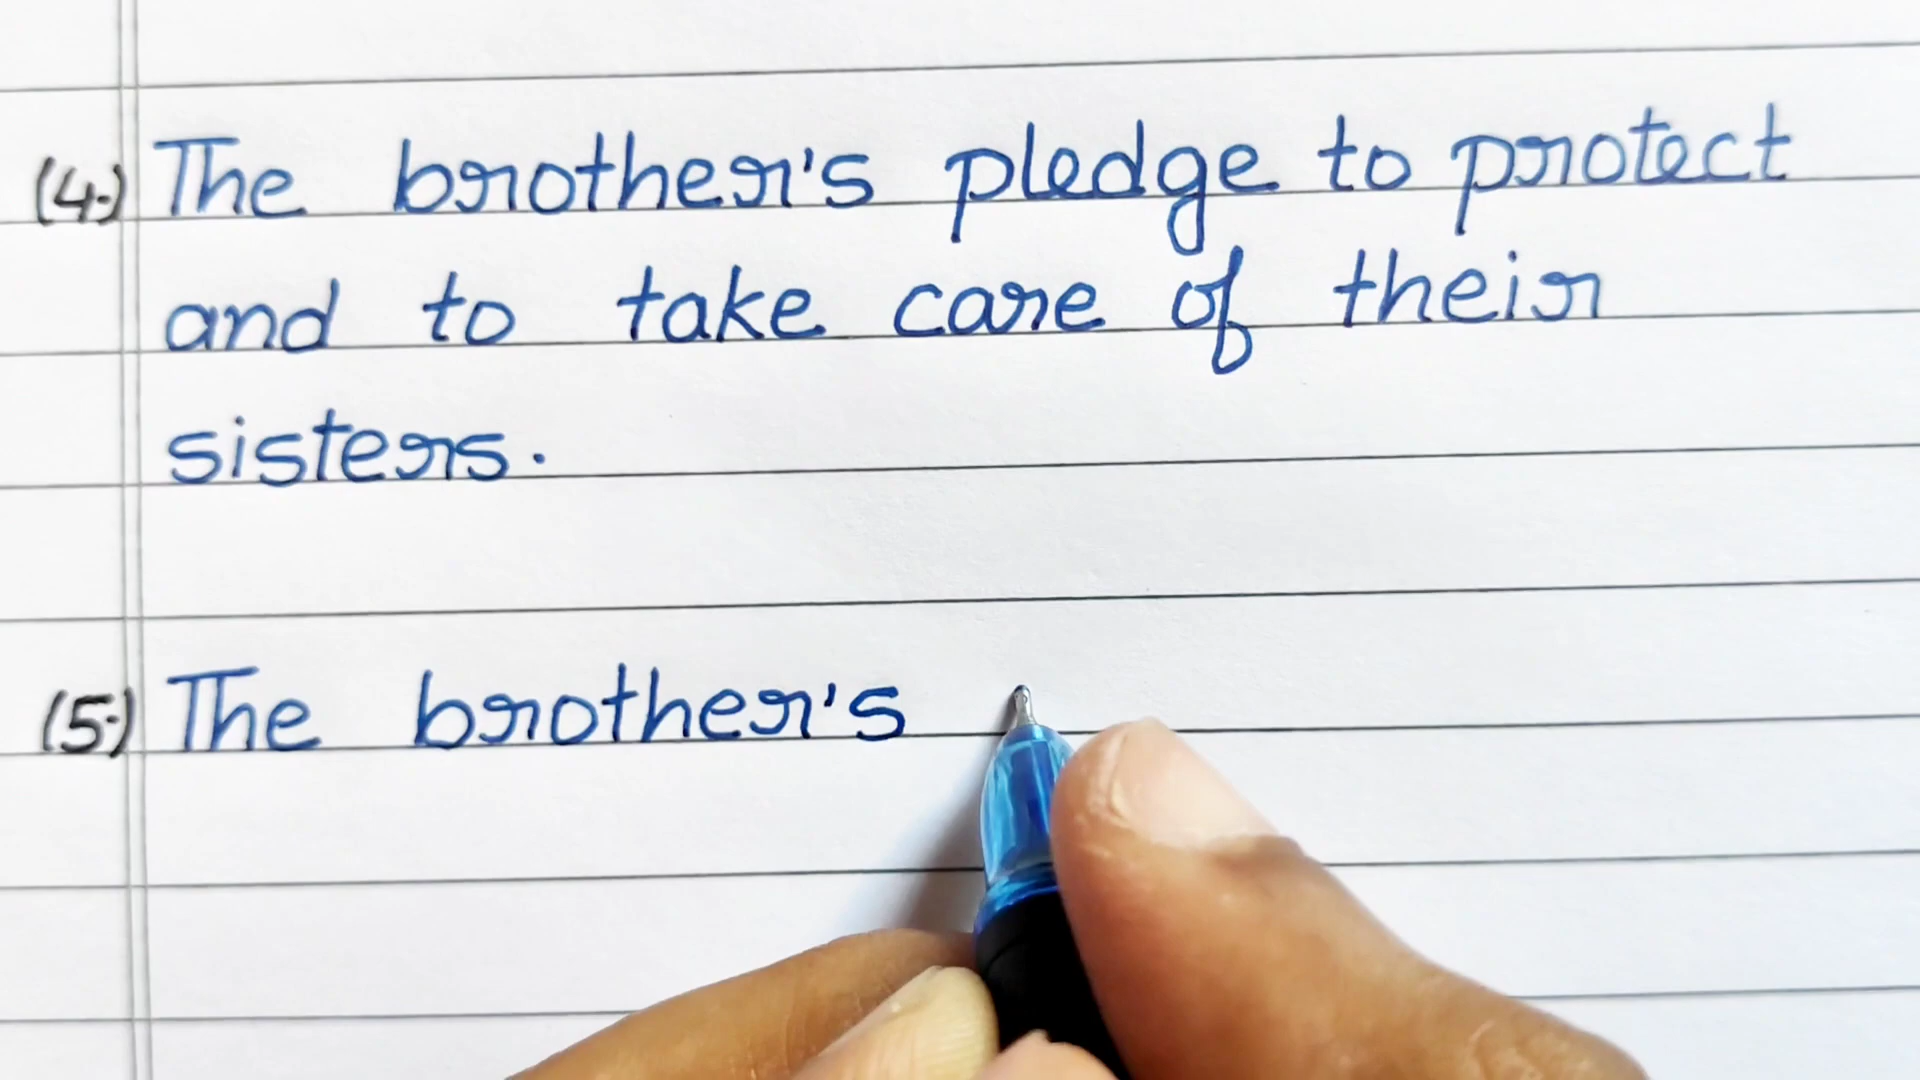 (4.) The brother's pledge to protect
and to take care of their
sisters.
(5.) The brother's